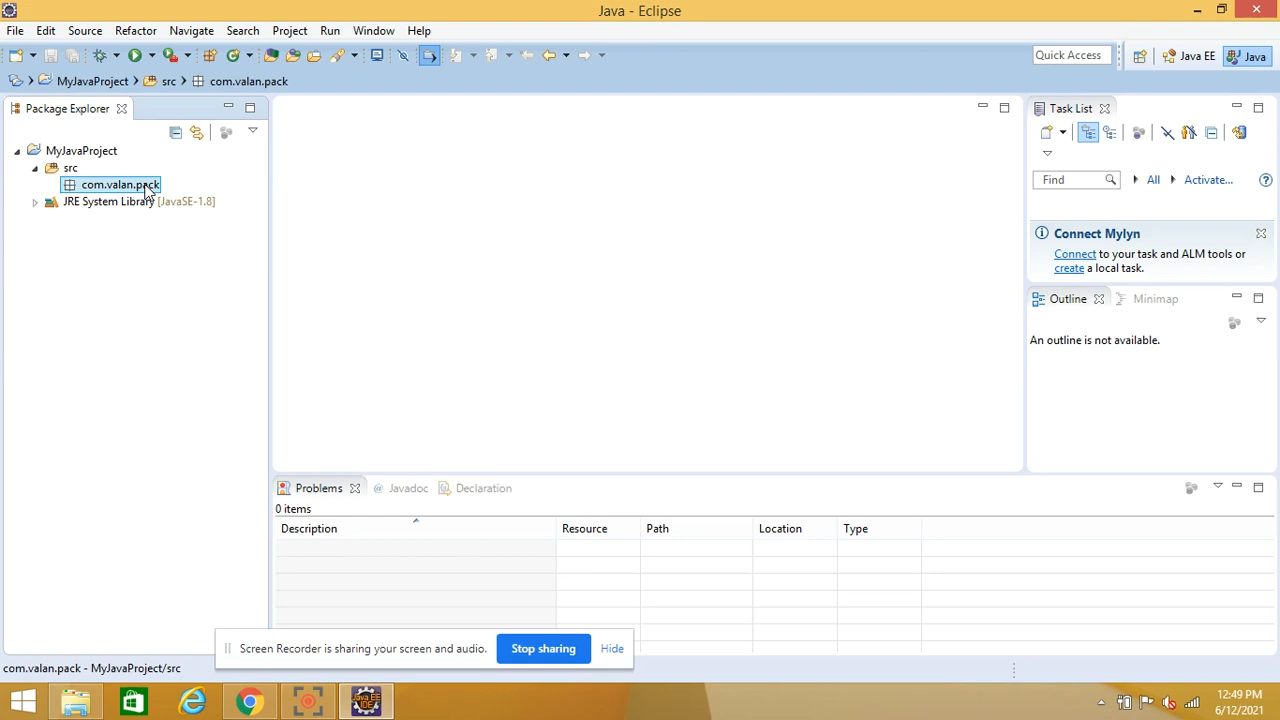 Java - Eclipse
File Edit Source Refactor Navigate Search Project Run Window Help
Quick Access Java EE Java
MyJavaProject src com.valan.pack
Package Explorer
MyJavaProject
src
com.valan.pack
JRE System Library [JavaSE-1.8]
Task List
Find All Activate...
Connect Mylyn
Connect to your task and ALM tools or
create a local task.
Outline Minimap
An outline is not available.
Problems @ Javadoc Declaration
0 items
Description Resource Path Location Type
Screen Recorder is sharing your screen and audio. Stop sharing Hide
com.valan.pack - MyJavaProject/src
Java EE
IDE
12:49 PM
6/12/2021